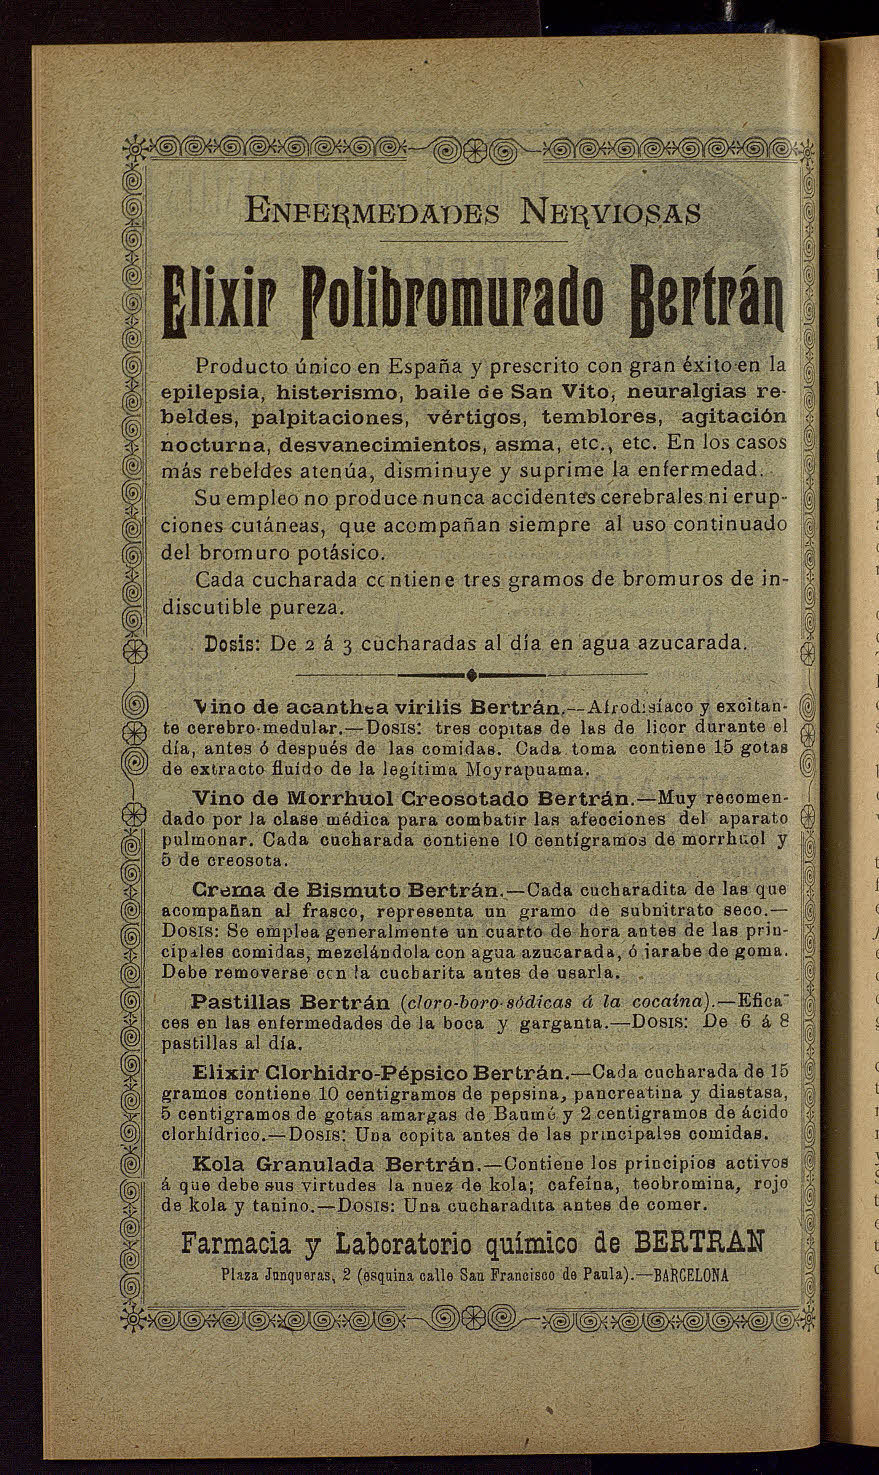 ENFERMEDADES NERVIOSAS
Elixir Polibromurado Bertrán
Producto único en España y prescrito con gran éxito en la
epilepsia, histerismo, baile de San Vito, neuralgias re-
beldes, palpitaciones, vértigos, temblores, agitación
nocturna, desvanecimientos, asma, etc., etc. En los casos
más rebeldes atenúa, disminuye y suprime la enfermedad.
Su empleo no produce nunca accidentes cerebrales ni erup-
ciones cutáneas, que acompañan siempre al uso continuado
del bromuro potásico.
Cada cucharada contiene tres gramos de bromuros de in-
discutible pureza.
Dosis: De 2 á 3 cucharadas al día en agua azucarada.
Vino de acanthea virilis Bertrán.—Afrodisíaco y excitan-
te cerebro-medular.—DOSIS: tres copitas de las de licor durante el
día, antes ó después de las comidas. Cada toma contiene 15 gotas
de extracto fluído de la legítima Moyrapuama.
Vino de Morrhuol Creosotado Bertrán.—Muy recomen-
dado por la clase médica para combatir las afecciones del aparato
pulmonar. Cada cucharada contiene 10 centígramos de morrhuol y
5 de creosota.
Crema de Bismuto Bertrán.—Cada cucharadita de las que
acompañan al frasco, representa un gramo de subnitrato seco.—
DOSIS: Se emplea generalmente un cuarto de hora antes de las prin-
cipales comidas, mezclándola con agua azucarada, ó jarabe de goma.
Debe removerse con la cucharita antes de usarla.
Pastillas Bertrán (cloro-boro-sódicas á la cocaína).—Efica-
ces en las enfermedades de la boca y garganta.—DOSIS: De 6 á 8
pastillas al día.
Elixir Clorhidro-Pépsico Bertrán.—Cada cucharada de 15
gramos contiene 10 centigramos de pepsina, pancreatina y diastasa,
5 centigramos de gotas amargas de Baumé y 2 centigramos de ácido
clorhídrico.—DOSIS: Una copita antes de las principales comidas.
Kola Granulada Bertrán.—Contiene los principios activos
á que debe sus virtudes la nuez de kola; cafeína, teobromina, rojo
de kola y tanino.—DOSIS: Una cucharadita antes de comer.
Farmacia y Laboratorio químico de BERTRAN
Plaza Junqueras, 2 (esquina calle San Francisco de Paula).—BARCELONA